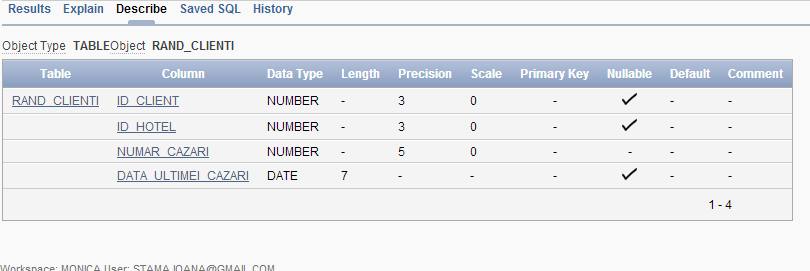 Results Explain Describe Saved SQL History
Object Type TABLE Object RAND_CLIENTI
Table Column Data Type Length Precision Scale Primary Key Nullable Default Comment
RAND_CLIENTI ID_CLIENT NUMBER - 3 0 - ✓ - -
ID_HOTEL NUMBER - 3 0 - ✓ - -
NUMAR_CAZARI NUMBER - 5 0 - - - -
DATA_ULTIMEI_CAZARI DATE 7 - - - ✓ - -
1 - 4
Workspace: MONICA User: STAMA.IOANA@GMAIL.COM